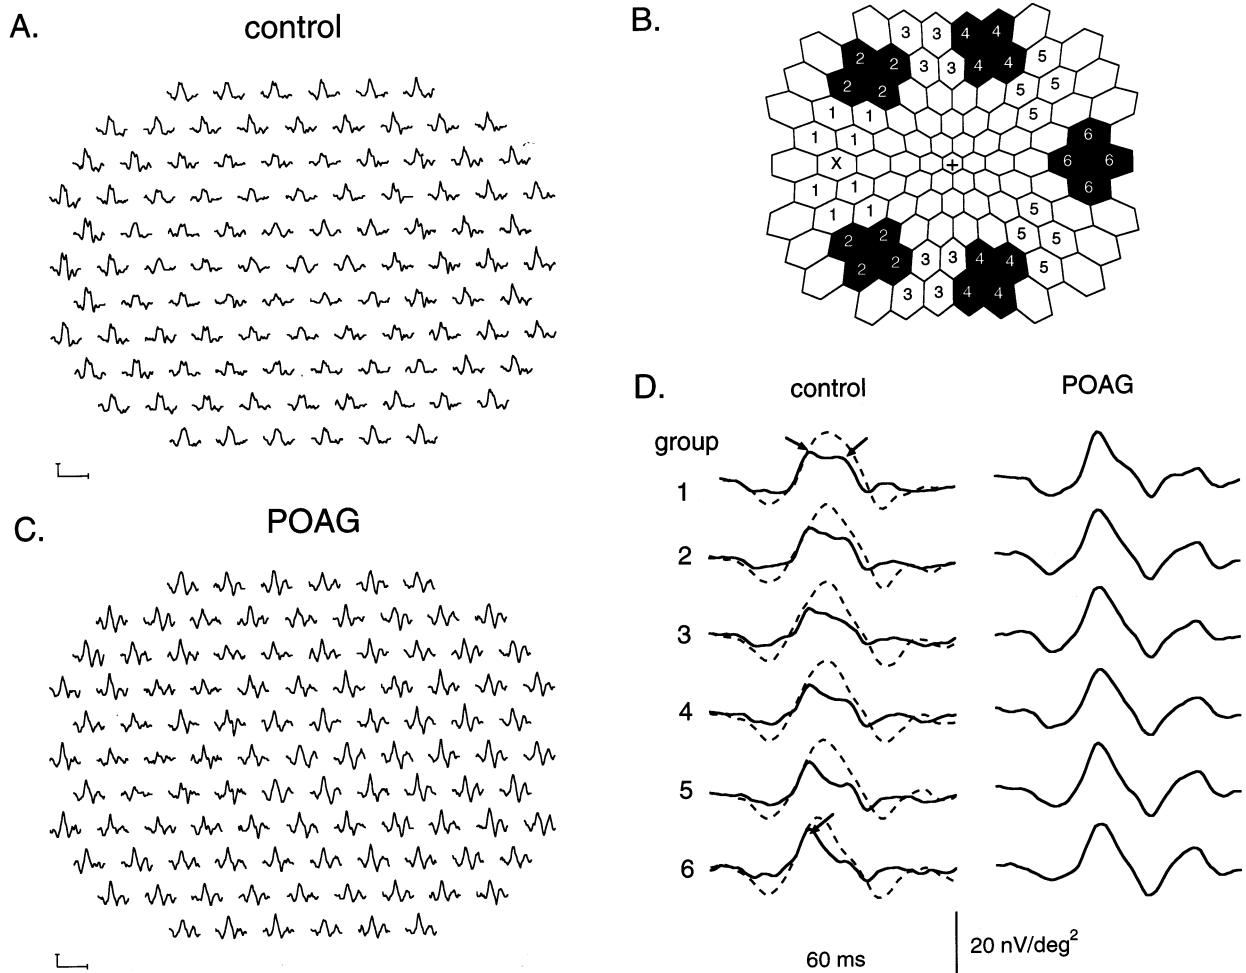 A.
control
B.
3 3 4 4
2 2 3 3 4 4 5
2 2 5 5
1 1 5
1 1 6
X + 6 6
1 1 6
1 1 5
2 2 3 3 4 4 5 5
2 2 5
3 3 4 4
C.
POAG
D.
control POAG
group
1
2
3
4
5
6
60 ms
20 nV/deg²